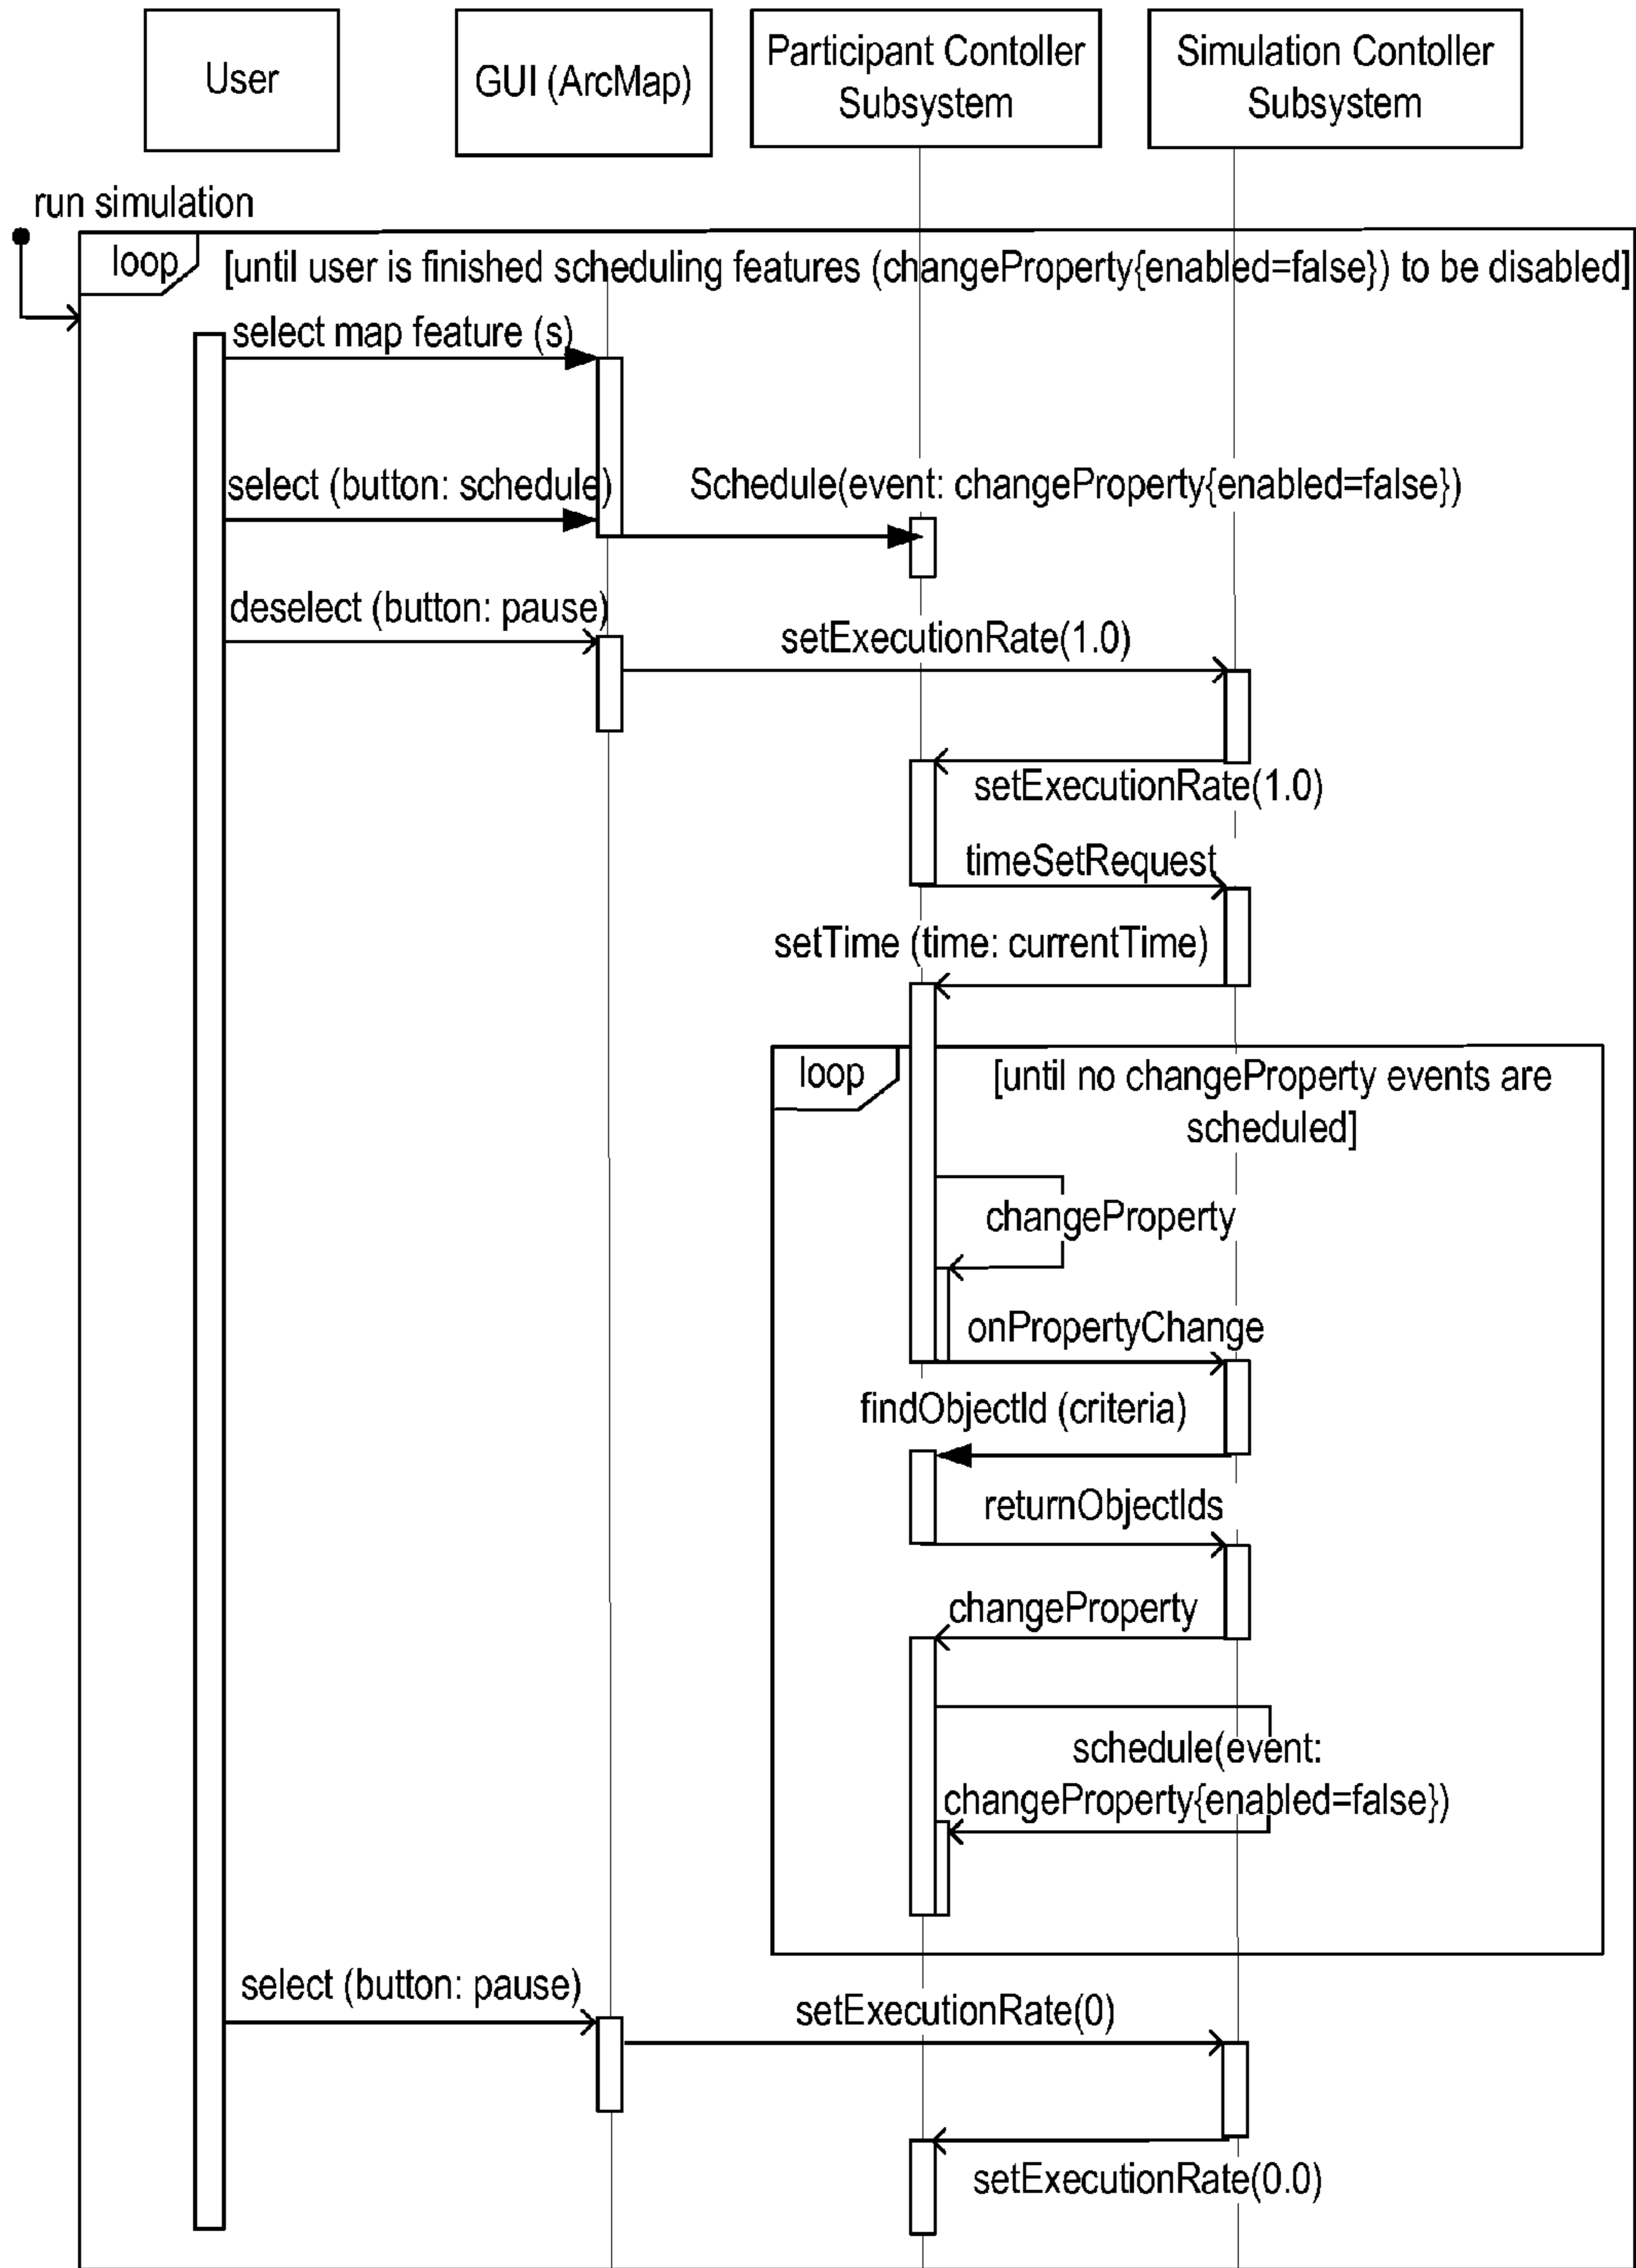 User
GUI (ArcMap)
Participant Contoller
Subsystem
Simulation Contoller
Subsystem
run simulation
loop
[until user is finished scheduling features (changeProperty{enabled=false}) to be disabled]
select map feature (s)
select (button: schedule)
Schedule(event: changeProperty{enabled=false})
deselect (button: pause)
setExecutionRate(1.0)
setExecutionRate(1.0)
timeSetRequest
setTime (time: currentTime)
loop
[until no changeProperty events are
scheduled]
changeProperty
onPropertyChange
findObjectId (criteria)
returnObjectIds
changeProperty
schedule(event:
changeProperty{enabled=false})
select (button: pause)
setExecutionRate(0)
setExecutionRate(0.0)